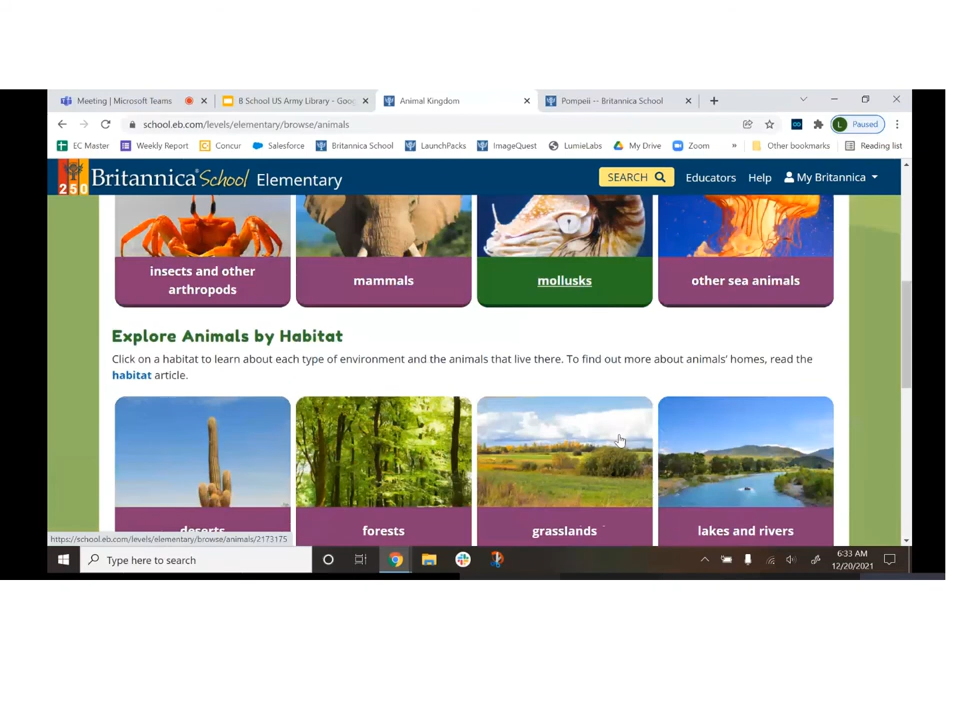 Meeting | Microsoft Teams
B School US Army Library - Goo
Animal Kingdom
Pompeii -- Britannica School
school.eb.com/levels/elementary/browse/animals
L Paused
EC Master
Weekly Report
Concur
Salesforce
Britannica School
LaunchPacks
ImageQuest
LumieLabs
My Drive
Zoom
»
Other bookmarks
Reading list
250 Britannica School Elementary
SEARCH
Educators
Help
My Britannica
insects and other
arthropods
mammals
mollusks
other sea animals
Explore Animals by Habitat
Click on a habitat to learn about each type of environment and the animals that live there. To find out more about animals’ homes, read the
habitat article.
deserts
forests
grasslands
lakes and rivers
https://school.eb.com/levels/elementary/browse/animals/2173175
Type here to search
6:33 AM
12/20/2021